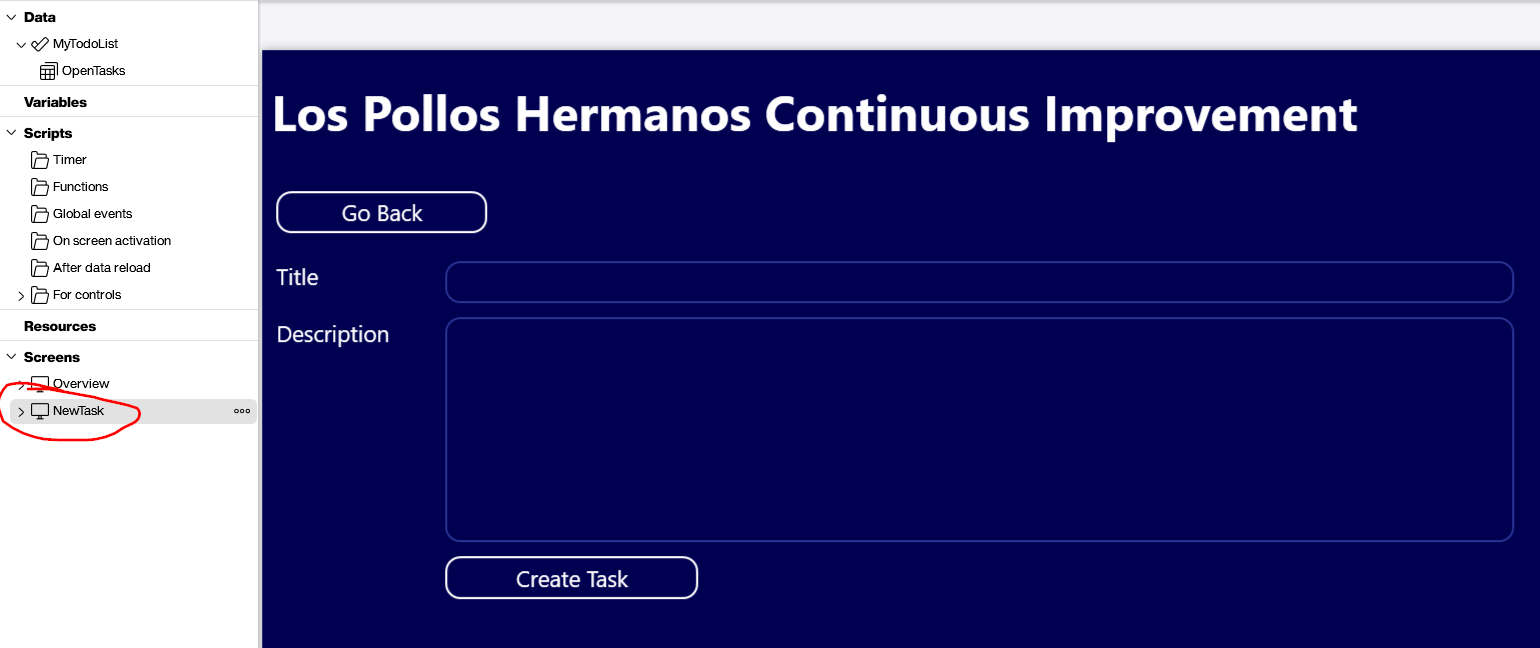 Data
MyTodoList
OpenTasks
Variables
Scripts
Timer
Functions
Global events
On screen activation
After data reload
For controls
Resources
Screens
Overview
NewTask
Los Pollos Hermanos Continuous Improvement
Go Back
Title
Description
Create Task